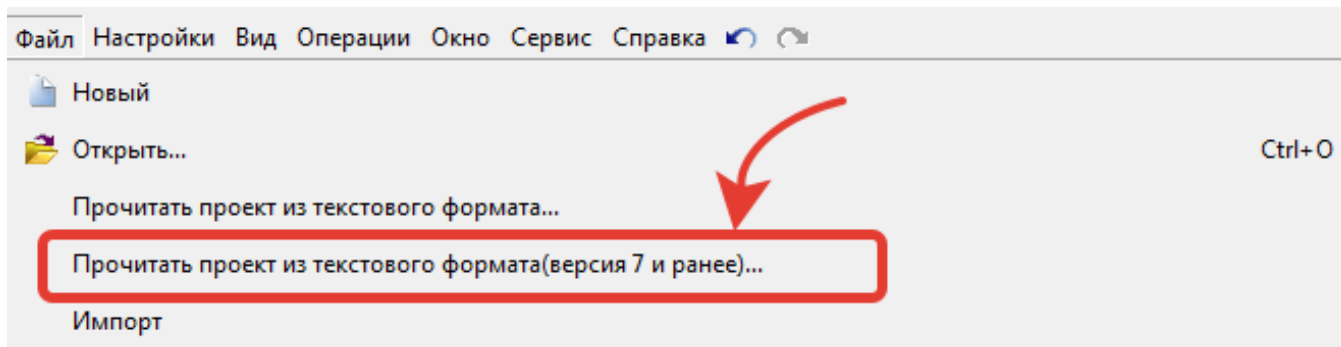 Файл Настройки Вид Операции Окно Сервис Справка
Новый
Открыть... Ctrl+O
Прочитать проект из текстового формата...
Прочитать проект из текстового формата(версия 7 и ранее)...
Импорт